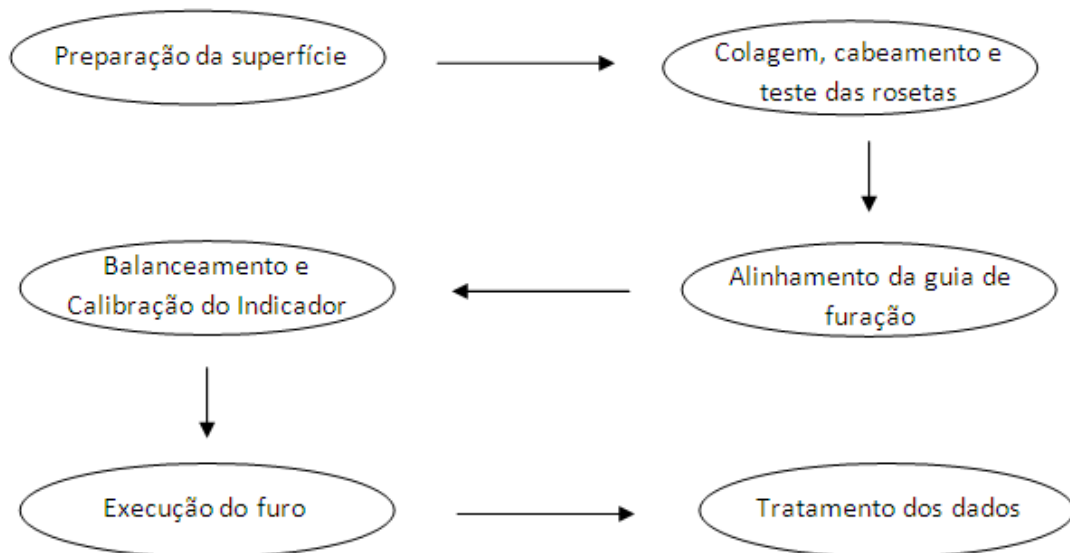 Preparação da superfície
Colagem, cabeamento e
teste das rosetas
Alinhamento da guia de
furação
Balanceamento e
Calibração do Indicador
Execução do furo
Tratamento dos dados